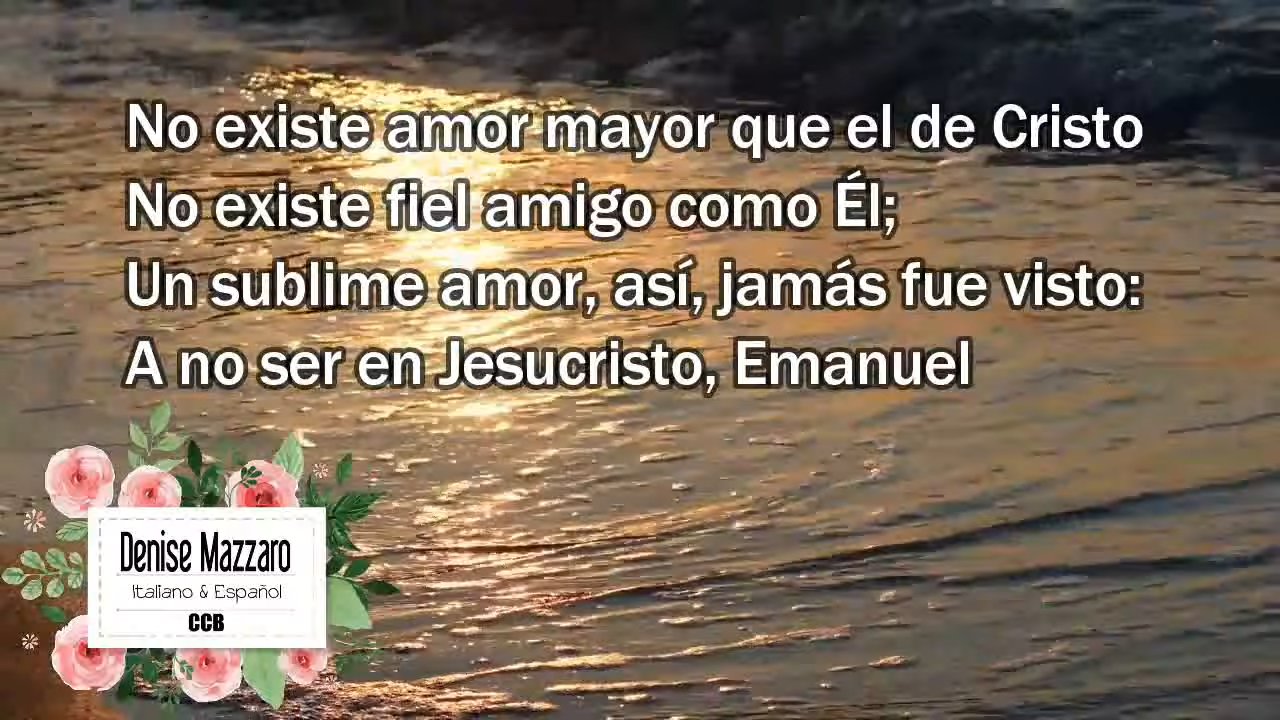 No existe amor mayor que el de Cristo
No existe fiel amigo como Él;
Un sublime amor, así, jamás fue visto:
A no ser en Jesucristo, Emanuel
Denise Mazzaro
Italiano & Español
CCB